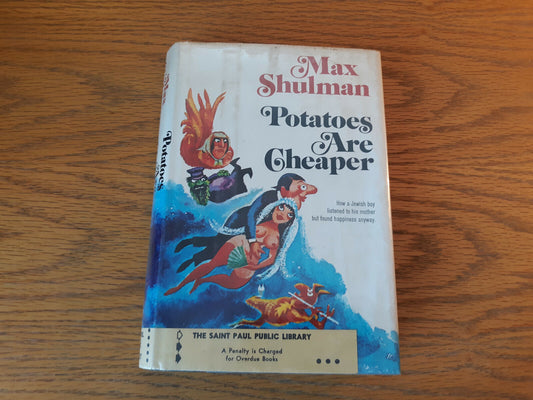 Max
Shulman
Potatoes
Are
Cheaper
How a Jewish boy
listened to his mother
but found happiness anyway
THE SAINT PAUL PUBLIC LIBRARY
A Penalty is Charged
for Overdue Books
Potatoes